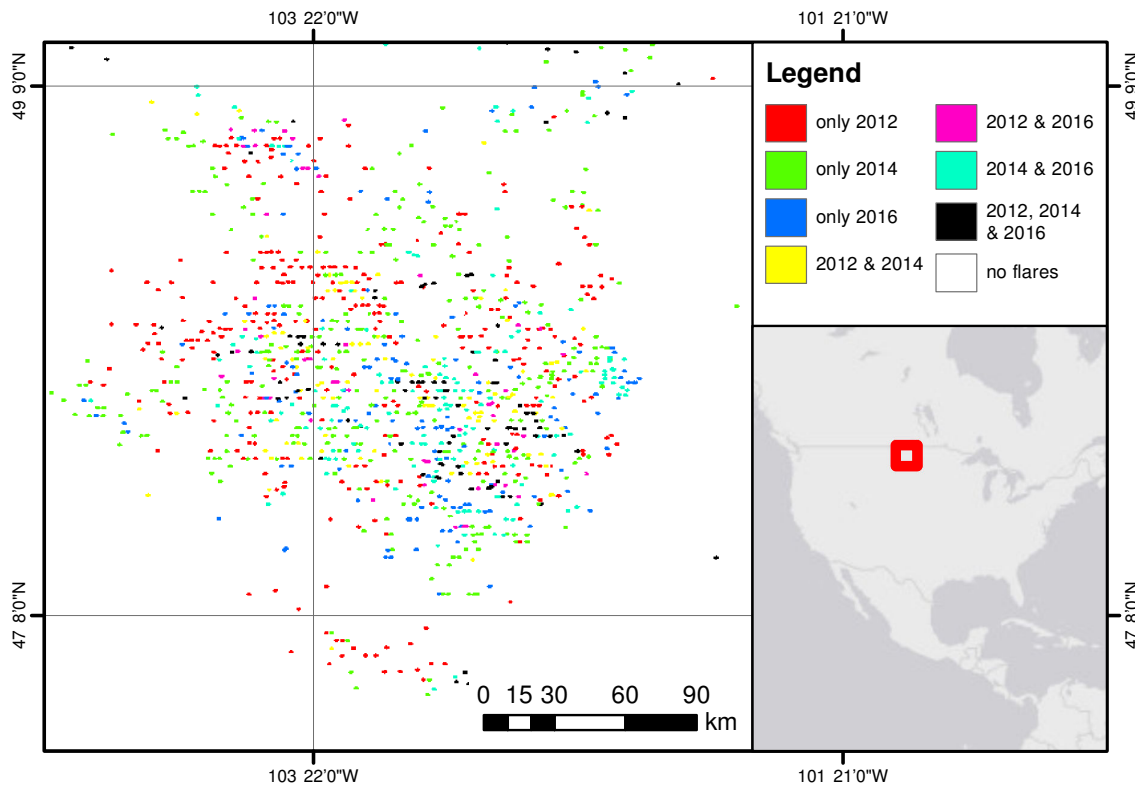 103 22'0"W
101 21'0"W
49 9'0"N
49 9'0"N
Legend
only 2012
2012 & 2016
only 2014
2014 & 2016
only 2016
2012, 2014
& 2016
2012 & 2014
no flares
47 8'0"N
47 8'0"N
0 15 30 60 90
km
103 22'0"W
101 21'0"W